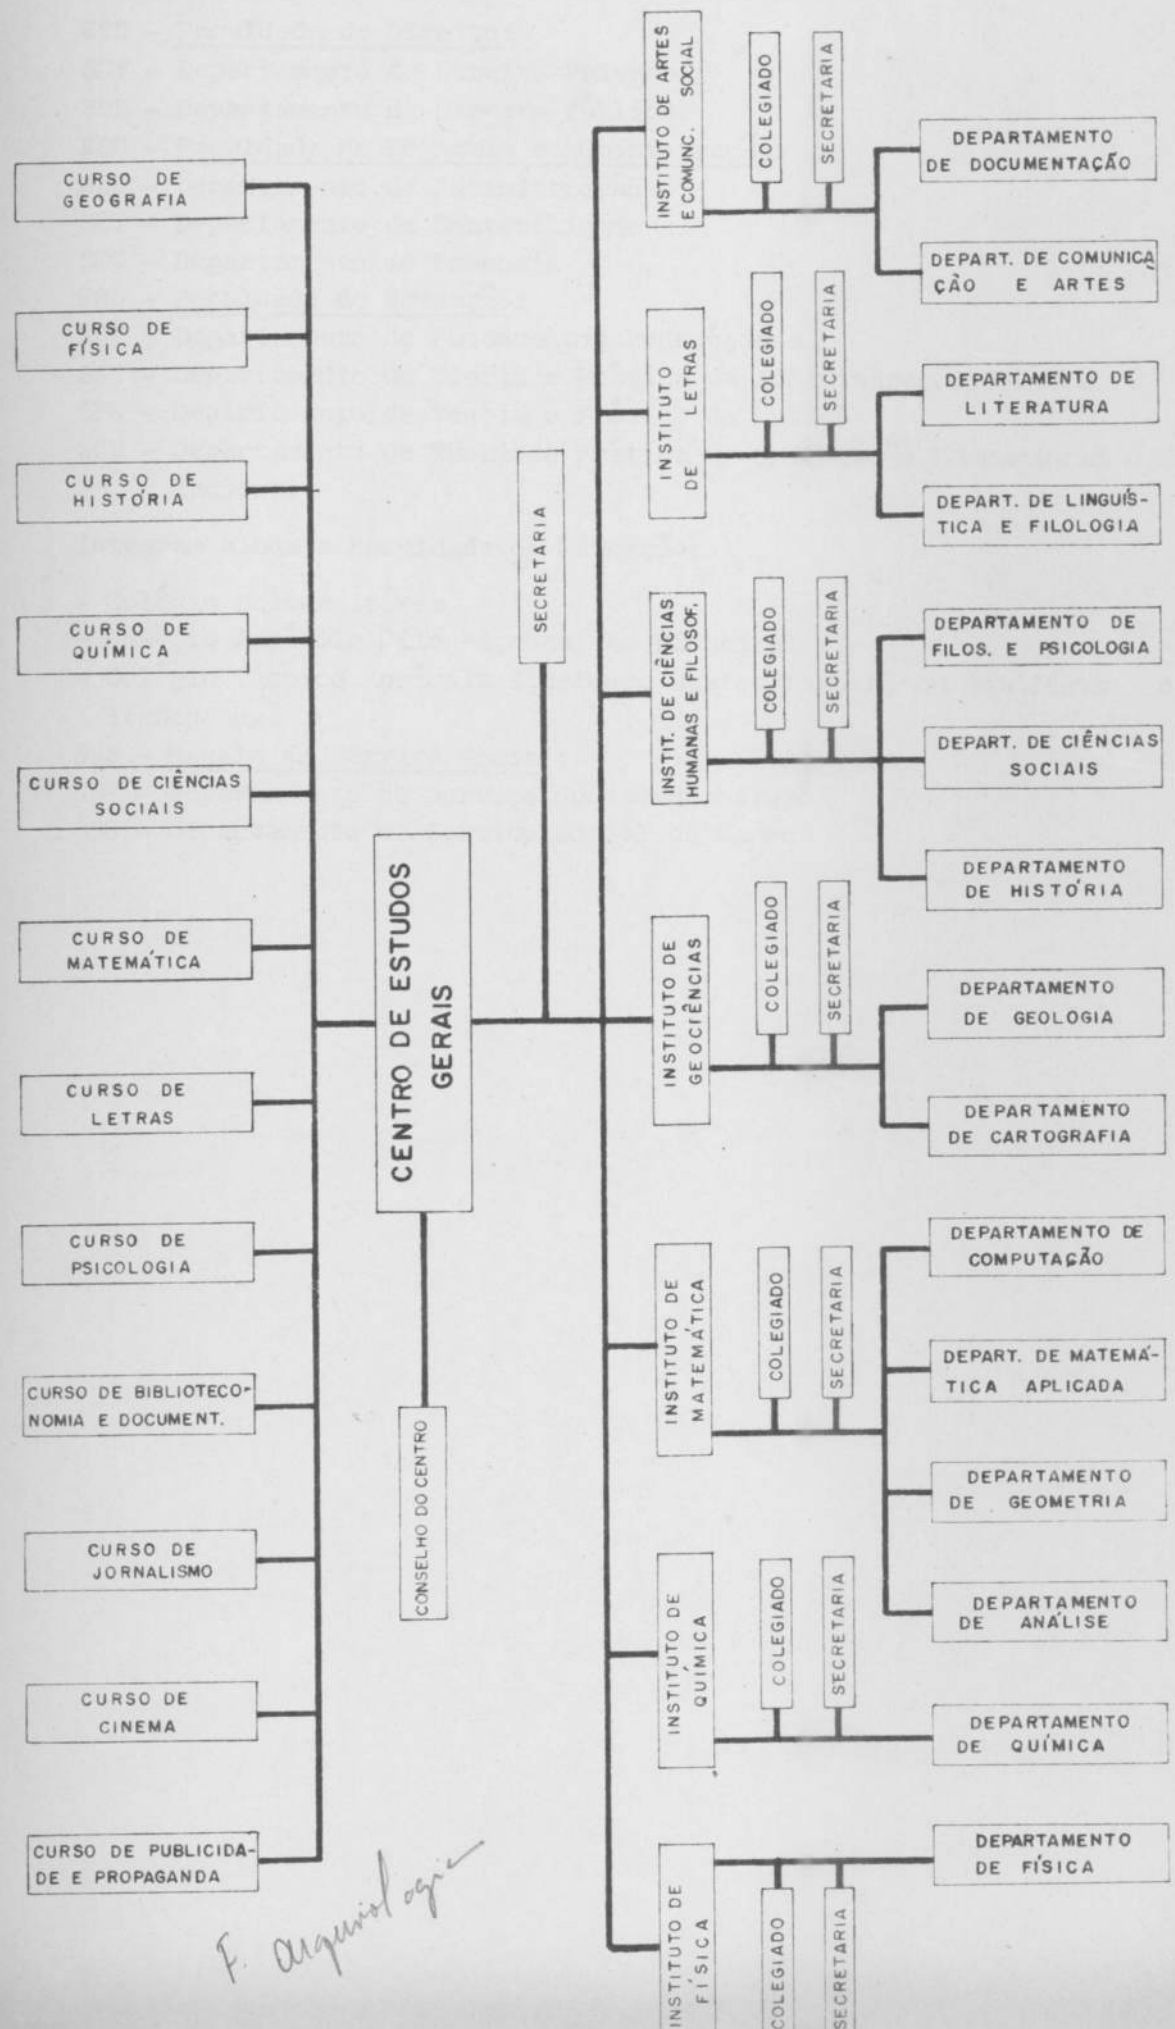 CURSO DE
GEOGRAFIA
CURSO DE
FÍSICA
CURSO DE
HISTÓRIA
CURSO DE
QUÍMICA
CURSO DE CIÊNCIAS
SOCIAIS
CURSO DE
MATEMÁTICA
CURSO DE
LETRAS
CURSO DE
PSICOLOGIA
CURSO DE BIBLIOTECO-
NOMIA E DOCUMENT.
CURSO DE
JORNALISMO
CURSO DE
CINEMA
CURSO DE PUBLICIDA-
DE E PROPAGANDA
CENTRO DE ESTUDOS
GERAIS
CONSELHO DO CENTRO
SECRETARIA
INSTITUTO DE ARTES
E COMUNC. SOCIAL
COLEGIADO
SECRETARIA
DEPARTAMENTO
DE DOCUMENTAÇÃO
DEPART. DE COMUNICA
ÇÃO E ARTES
INSTITUTO
DE LETRAS
COLEGIADO
SECRETARIA
DEPARTAMENTO DE
LITERATURA
DEPART. DE LINGUÍS-
TICA E FILOLOGIA
INSTIT. DE CIÊNCIAS
HUMANAS E FILOSOF.
COLEGIADO
SECRETARIA
DEPARTAMENTO DE
FILOS. E PSICOLOGIA
DEPART. DE CIÊNCIAS
SOCIAIS
DEPARTAMENTO
DE HISTÓRIA
INSTITUTO DE
GEOCIÊNCIAS
COLEGIADO
SECRETARIA
DEPARTAMENTO
DE GEOLOGIA
DEPARTAMENTO
DE CARTOGRAFIA
INSTITUTO DE
MATEMÁTICA
COLEGIADO
SECRETARIA
DEPARTAMENTO DE
COMPUTAÇÃO
DEPART. DE MATEMÁ-
TICA APLICADA
DEPARTAMENTO
DE GEOMETRIA
DEPARTAMENTO
DE ANÁLISE
INSTITUTO DE
QUÍMICA
COLEGIADO
SECRETARIA
DEPARTAMENTO
DE QUÍMICA
INSTITUTO DE
FÍSICA
COLEGIADO
SECRETARIA
DEPARTAMENTO
DE FÍSICA
F. arquivologia